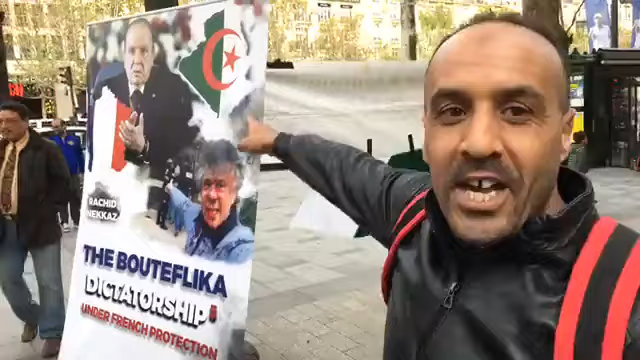 RACHID
NEKKAZ
THE BOUTEFLIKA
DICTATORSHIP
UNDER FRENCH PROTECTION